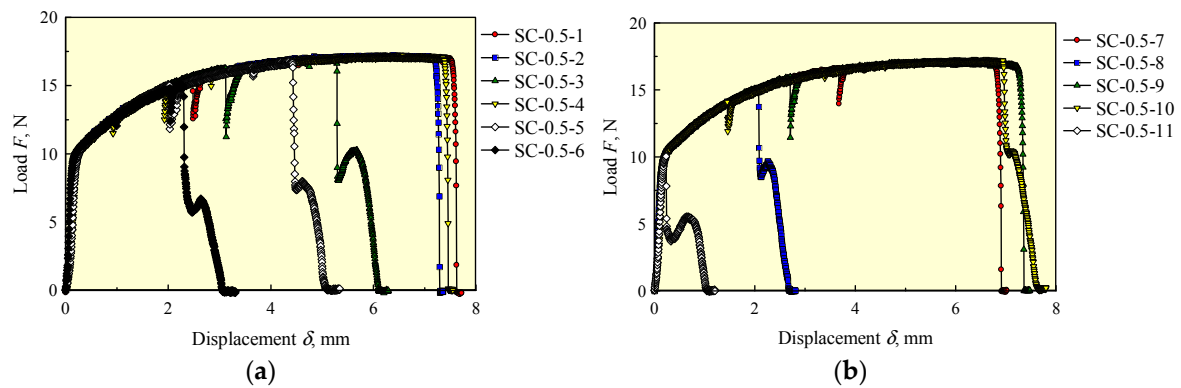 20
15
10
5
0
Load F, N
0 2 4 6 8
Displacement δ, mm
SC-0.5-1
SC-0.5-2
SC-0.5-3
SC-0.5-4
SC-0.5-5
SC-0.5-6
(a)
20
15
10
5
0
Load F, N
0 2 4 6 8
Displacement δ, mm
SC-0.5-7
SC-0.5-8
SC-0.5-9
SC-0.5-10
SC-0.5-11
(b)